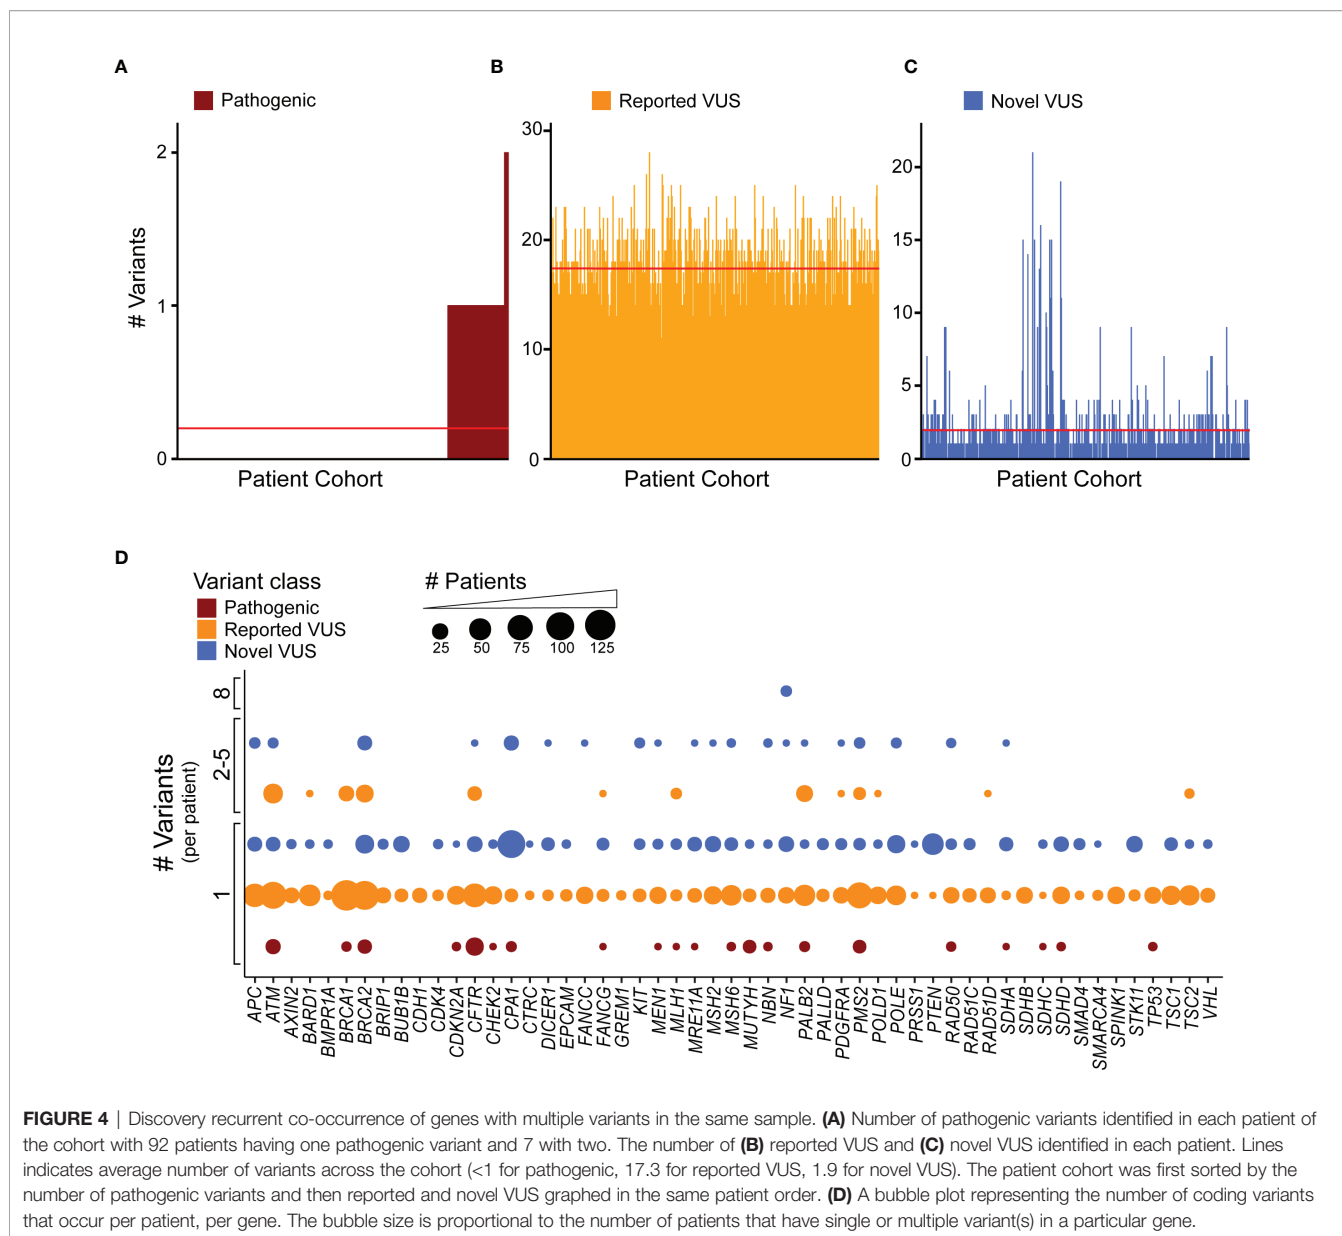 A
B
C
Pathogenic
Reported VUS
Novel VUS
# Variants
2
1
0
Patient Cohort
30
20
10
0
Patient Cohort
20
15
10
5
0
Patient Cohort
D
Variant class
Pathogenic
Reported VUS
Novel VUS
# Patients
25 50 75 100 125
# Variants
(per patient)
8
2-5
1
APC ATM AXIN2 BARD1 BMPR1A BRCA1 BRCA2 BRIP1 BUB1B CDH1 CDK4 CDKN2A CFTR CHEK2 CPA1 CTRC DICER1 EPCAM FANCC FANCG GREM1 KIT MEN1 MLH1 MRE11A MSH2 MSH6 MUTYH NBN NF1 PALB2 PALLD PDGFRA PMS2 POLD1 POLE PRSS1 PTEN RAD50 RAD51C RAD51D SDHA SDHB SDHC SDHD SMAD4 SMARCA4 SPINK1 STK11 TP53 TSC1 TSC2 VHL
FIGURE 4 | Discovery recurrent co-occurrence of genes with multiple variants in the same sample. (A) Number of pathogenic variants identified in each patient of
the cohort with 92 patients having one pathogenic variant and 7 with two. The number of (B) reported VUS and (C) novel VUS identified in each patient. Lines
indicates average number of variants across the cohort (<1 for pathogenic, 17.3 for reported VUS, 1.9 for novel VUS). The patient cohort was first sorted by the
number of pathogenic variants and then reported and novel VUS graphed in the same patient order. (D) A bubble plot representing the number of coding variants
that occur per patient, per gene. The bubble size is proportional to the number of patients that have single or multiple variant(s) in a particular gene.